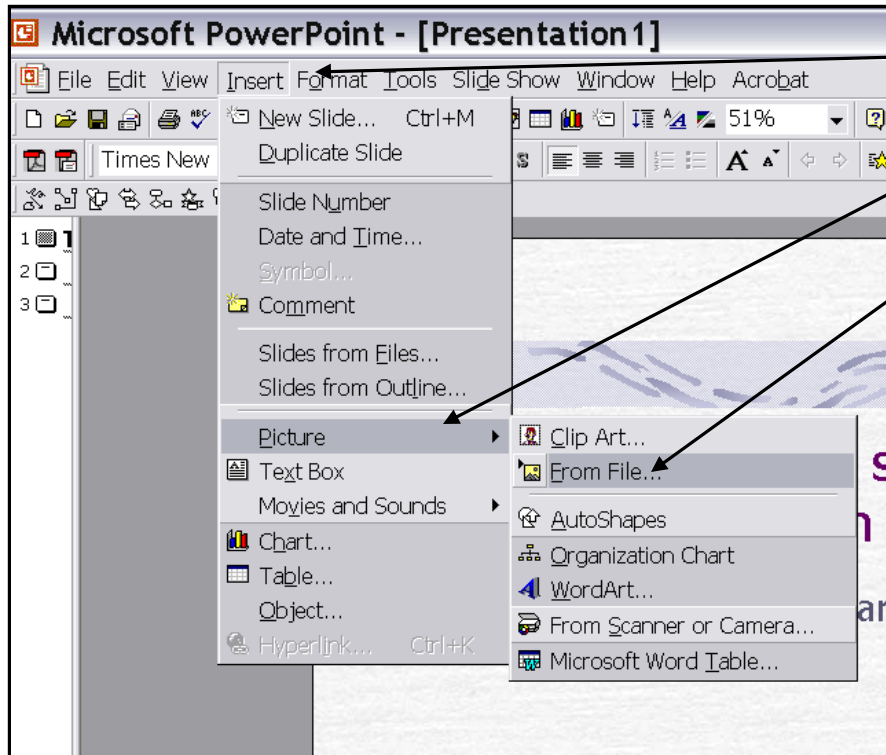 Microsoft PowerPoint - [Presentation1]
File Edit View Insert Format Tools Slide Show Window Help Acrobat
ABC 51%
Times New S A A
New Slide... Ctrl+M
Duplicate Slide
Slide Number
Date and Time...
Symbol...
Comment
Slides from Files...
Slides from Outline...
Picture
Text Box
Movies and Sounds
Chart...
Table...
Object...
Hyperlink... Ctrl+K
Clip Art...
From File...
AutoShapes
Organization Chart
WordArt...
From Scanner or Camera...
Microsoft Word Table...
1
2
3
s
ar